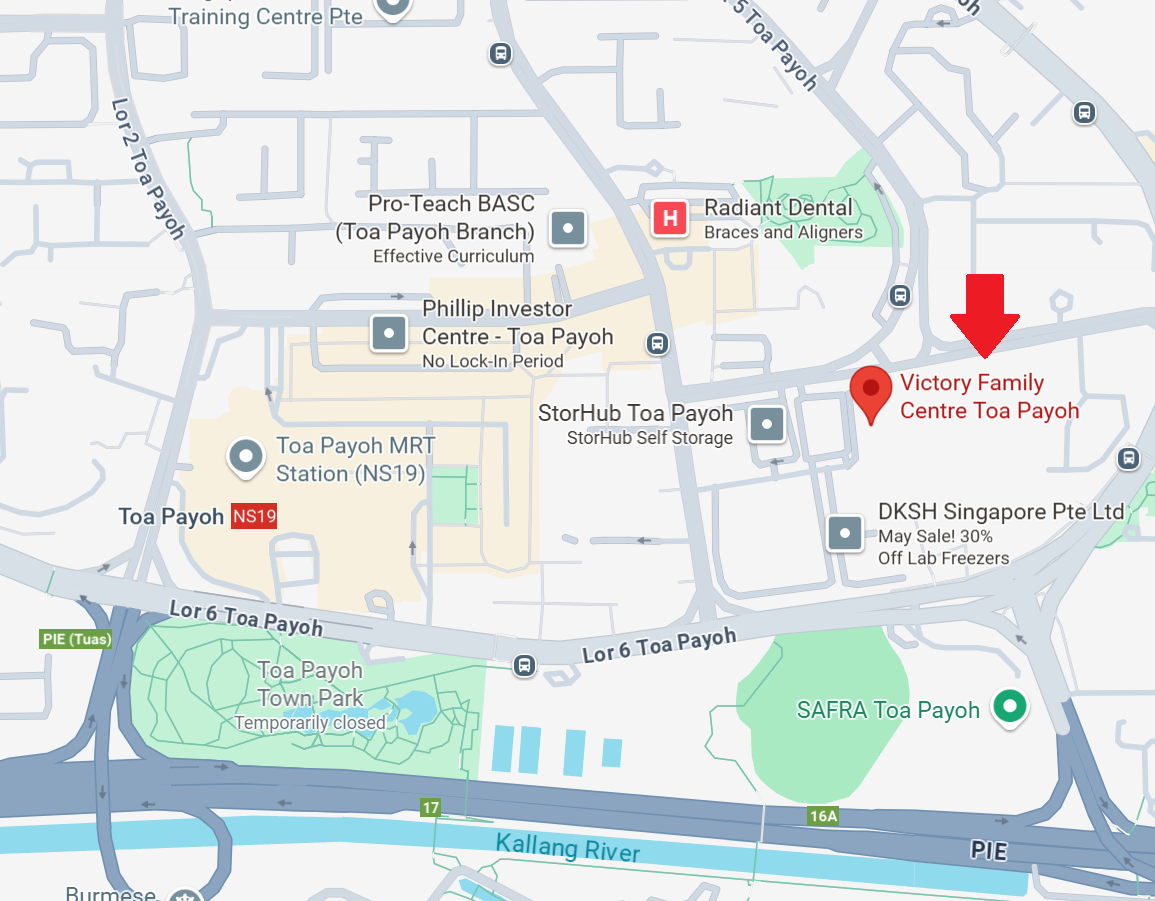 Training Centre Pte
r 5 Toa Payoh
oh
Lor 2 Toa Payoh
Pro-Teach BASC
(Toa Payoh Branch)
Effective Curriculum
H
Radiant Dental
Braces and Aligners
Phillip Investor
Centre - Toa Payoh
No Lock-In Period
Victory Family
Centre Toa Payoh
StorHub Toa Payoh
StorHub Self Storage
Toa Payoh MRT
Station (NS19)
Toa Payoh
NS19
DKSH Singapore Pte Ltd
May Sale! 30%
Off Lab Freezers
Lor 6 Toa Payoh
PIE (Tuas)
Lor 6 Toa Payoh
Toa Payoh
Town Park
Temporarily closed
SAFRA Toa Payoh
17
16A
Kallang River
PIE
Burmese